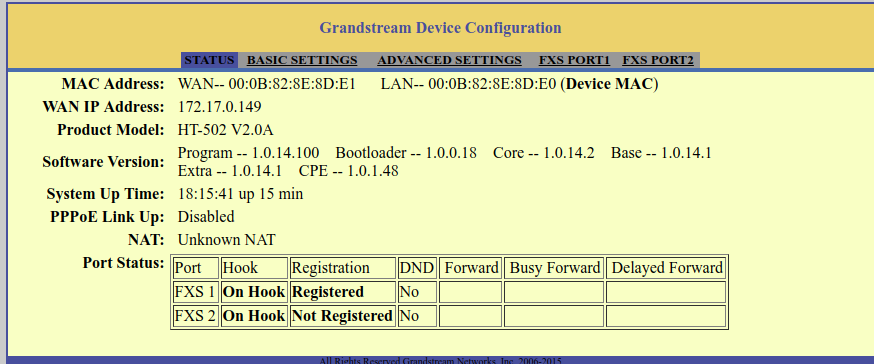 Grandstream Device Configuration
STATUS BASIC SETTINGS ADVANCED SETTINGS FXS PORT1 FXS PORT2
MAC Address: WAN-- 00:0B:82:8E:8D:E1 LAN-- 00:0B:82:8E:8D:E0 (Device MAC)
WAN IP Address: 172.17.0.149
Product Model: HT-502 V2.0A
Software Version: Program -- 1.0.14.100 Bootloader -- 1.0.0.18 Core -- 1.0.14.2 Base -- 1.0.14.1
Extra -- 1.0.14.1 CPE -- 1.0.1.48
System Up Time: 18:15:41 up 15 min
PPPoE Link Up: Disabled
NAT: Unknown NAT
Port Status:
Port Hook Registration DND Forward Busy Forward Delayed Forward
FXS 1 On Hook Registered No
FXS 2 On Hook Not Registered No
All Rights Reserved Grandstream Networks, Inc. 2006-2015